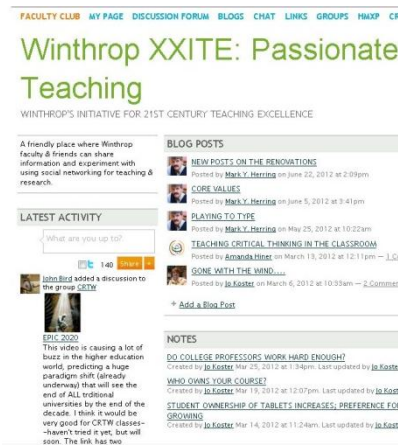 FACULTY CLUB MY PAGE DISCUSSION FORUM BLOGS CHAT LINKS GROUPS HMXP
Winthrop XXITE: Passionate
Teaching
WINTHROP'S INITIATIVE FOR 21ST CENTURY TEACHING EXCELLENCE
A friendly place where Winthrop
faculty & friends can share
information and experiment with
using social networking for teaching &
research.
LATEST ACTIVITY
What are you up to?
140 Share +
John Bird added a discussion to
the group CRTW
EPIC 2020
This video is causing a lot of
buzz in the higher education
world, predicting a huge
paradigm shift (already
underway) that will see the
end of ALL trditional
universities by the end of the
decade. I think it would be
very good for CRTW classes-
-haven't tried it yet, but will
soon. The link has two
BLOG POSTS
NEW POSTS ON THE RENOVATIONS
Posted by Mark Y. Herring on June 22, 2012 at 2:09pm
CORE VALUES
Posted by Mark Y. Herring on June 5, 2012 at 3:41pm
PLAYING TO TYPE
Posted by Mark Y. Herring on May 25, 2012 at 10:22am
TEACHING CRITICAL THINKING IN THE CLASSROOM
Posted by Amanda Hiner on March 13, 2012 at 12:11pm —
GONE WITH THE WIND....
Posted by Jo Koster on March 6, 2012 at 10:33am — 2 Comment
+ Add a Blog Post
NOTES
DO COLLEGE PROFESSORS WORK HARD ENOUGH?
Created by Jo Koster Mar 25, 2012 at 1:34pm. Last updated by Jo Kost
WHO OWNS YOUR COURSE?
Created by Jo Koster Mar 19, 2012 at 12:07pm. Last updated by Jo Kost
STUDENT OWNERSHIP OF TABLETS INCREASES; PREFERENCE FO
GROWING
Created by Jo Koster Mar 14, 2012 at 11:24am. Last updated by Jo Kost